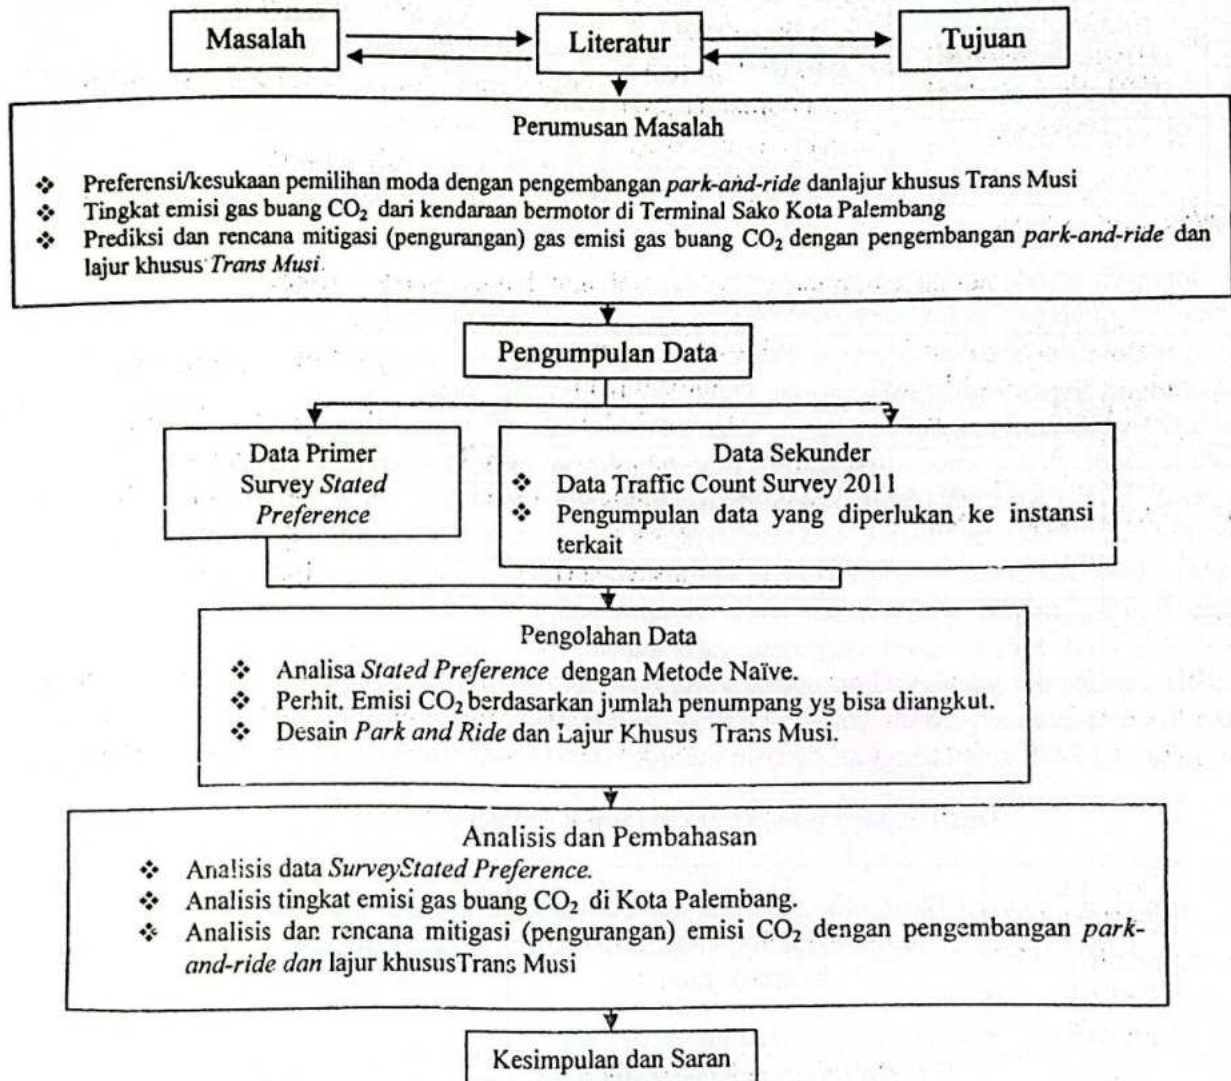 Masalah
Literatur
Tujuan
Perumusan Masalah
❖ Preferensi/kesukaan pemilihan moda dengan pengembangan park-and-ride danlajur khusus Trans Musi
❖ Tingkat emisi gas buang CO₂ dari kendaraan bermotor di Terminal Sako Kota Palembang
❖ Prediksi dan rencana mitigasi (pengurangan) gas emisi gas buang CO₂ dengan pengembangan park-and-ride dan
lajur khusus Trans Musi
Pengumpulan Data
Data Primer
Survey Stated
Preference
Data Sekunder
❖ Data Traffic Count Survey 2011
❖ Pengumpulan data yang diperlukan ke instansi
terkait
Pengolahan Data
❖ Analisa Stated Preference dengan Metode Naïve.
❖ Perhit. Emisi CO₂ berdasarkan jumlah penumpang yg bisa diangkut.
❖ Desain Park and Ride dan Lajur Khusus Trans Musi.
Analisis dan Pembahasan
❖ Analisis data SurveyStated Preference.
❖ Analisis tingkat emisi gas buang CO₂ di Kota Palembang.
❖ Analisis dan rencana mitigasi (pengurangan) emisi CO₂ dengan pengembangan park-
and-ride dan lajur khususTrans Musi
Kesimpulan dan Saran